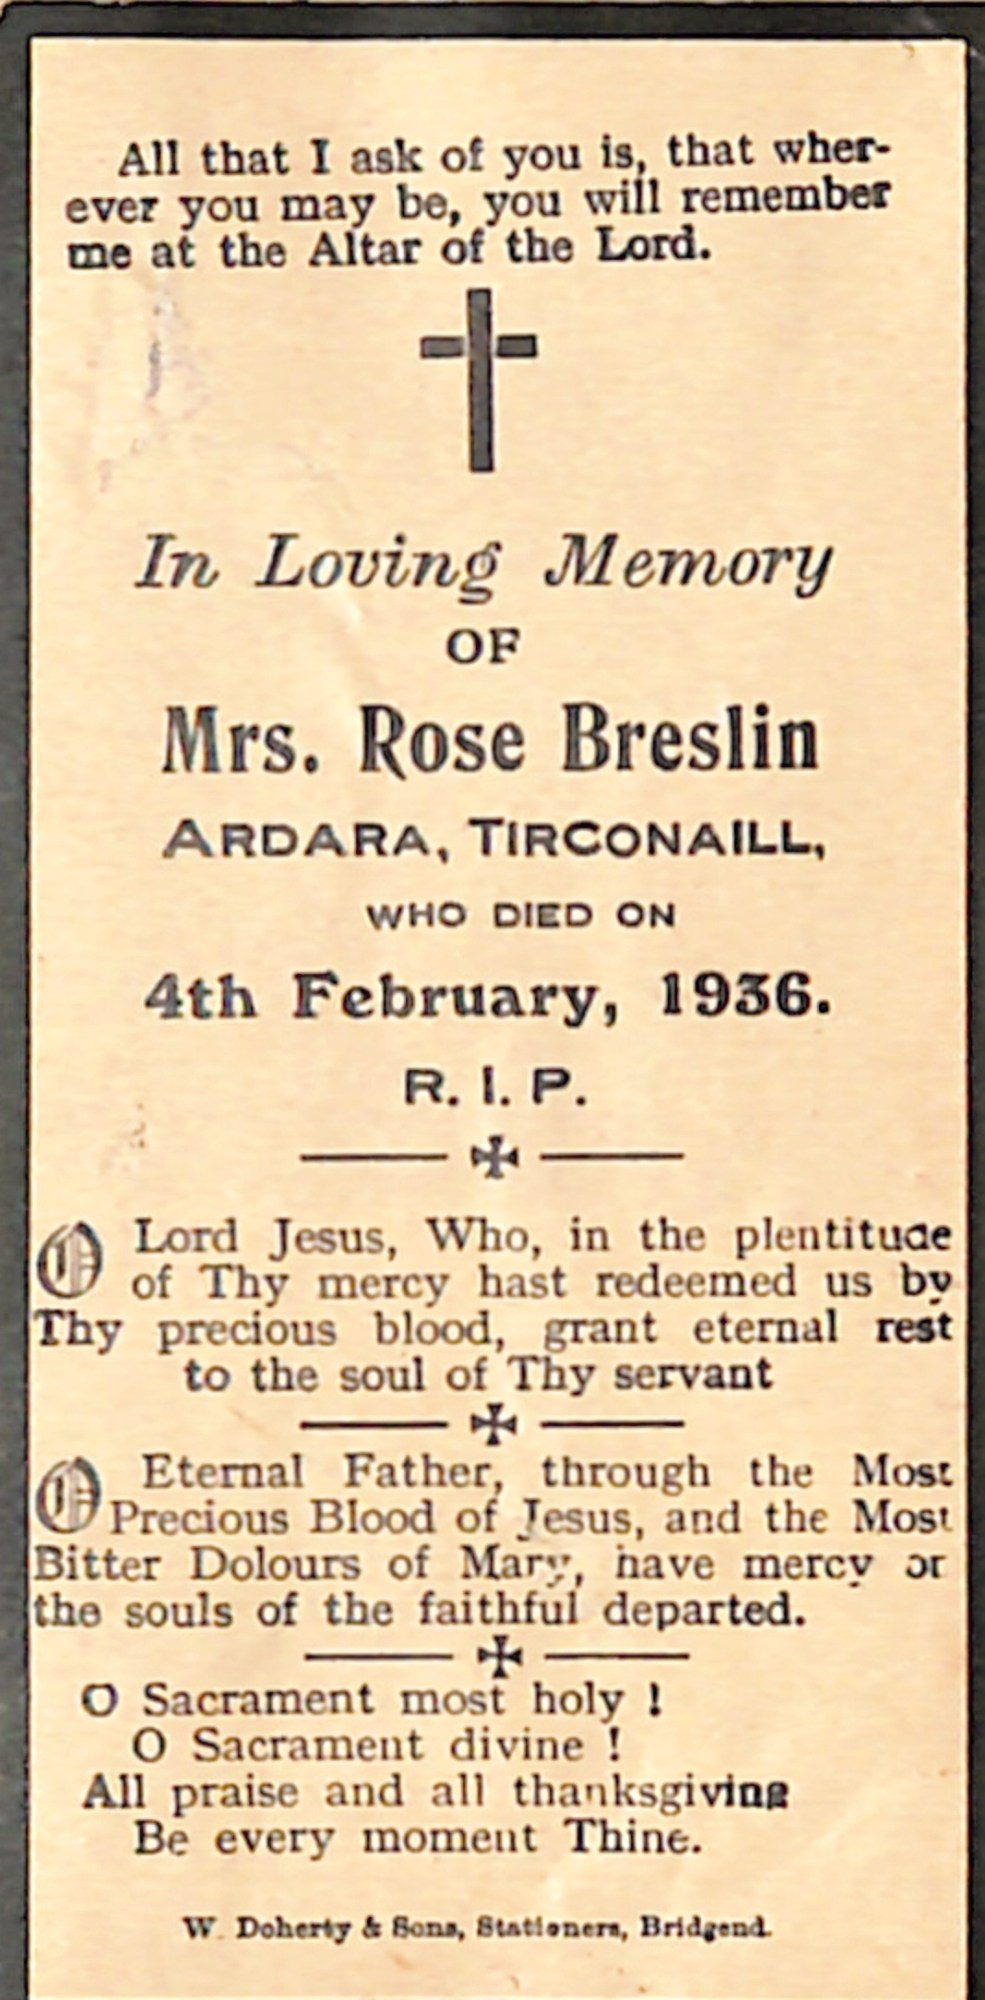 All that I ask of you is, that wher-
ever you may be, you will remember
me at the Altar of the Lord.
In Loving Memory
OF
Mrs. Rose Breslin
ARDARA, TIRCONAILL,
WHO DIED ON
4th February, 1936.
R. I. P.
O Lord Jesus, Who, in the plentitude
of Thy mercy hast redeemed us by
Thy precious blood, grant eternal rest
to the soul of Thy servant
O Eternal Father, through the Most
Precious Blood of Jesus, and the Most
Bitter Dolours of Mary, have mercy or
the souls of the faithful departed.
O Sacrament most holy !
O Sacrament divine !
All praise and all thanksgiving
Be every moment Thine.
W. Doherty & Sons, Stationers, Bridgend.